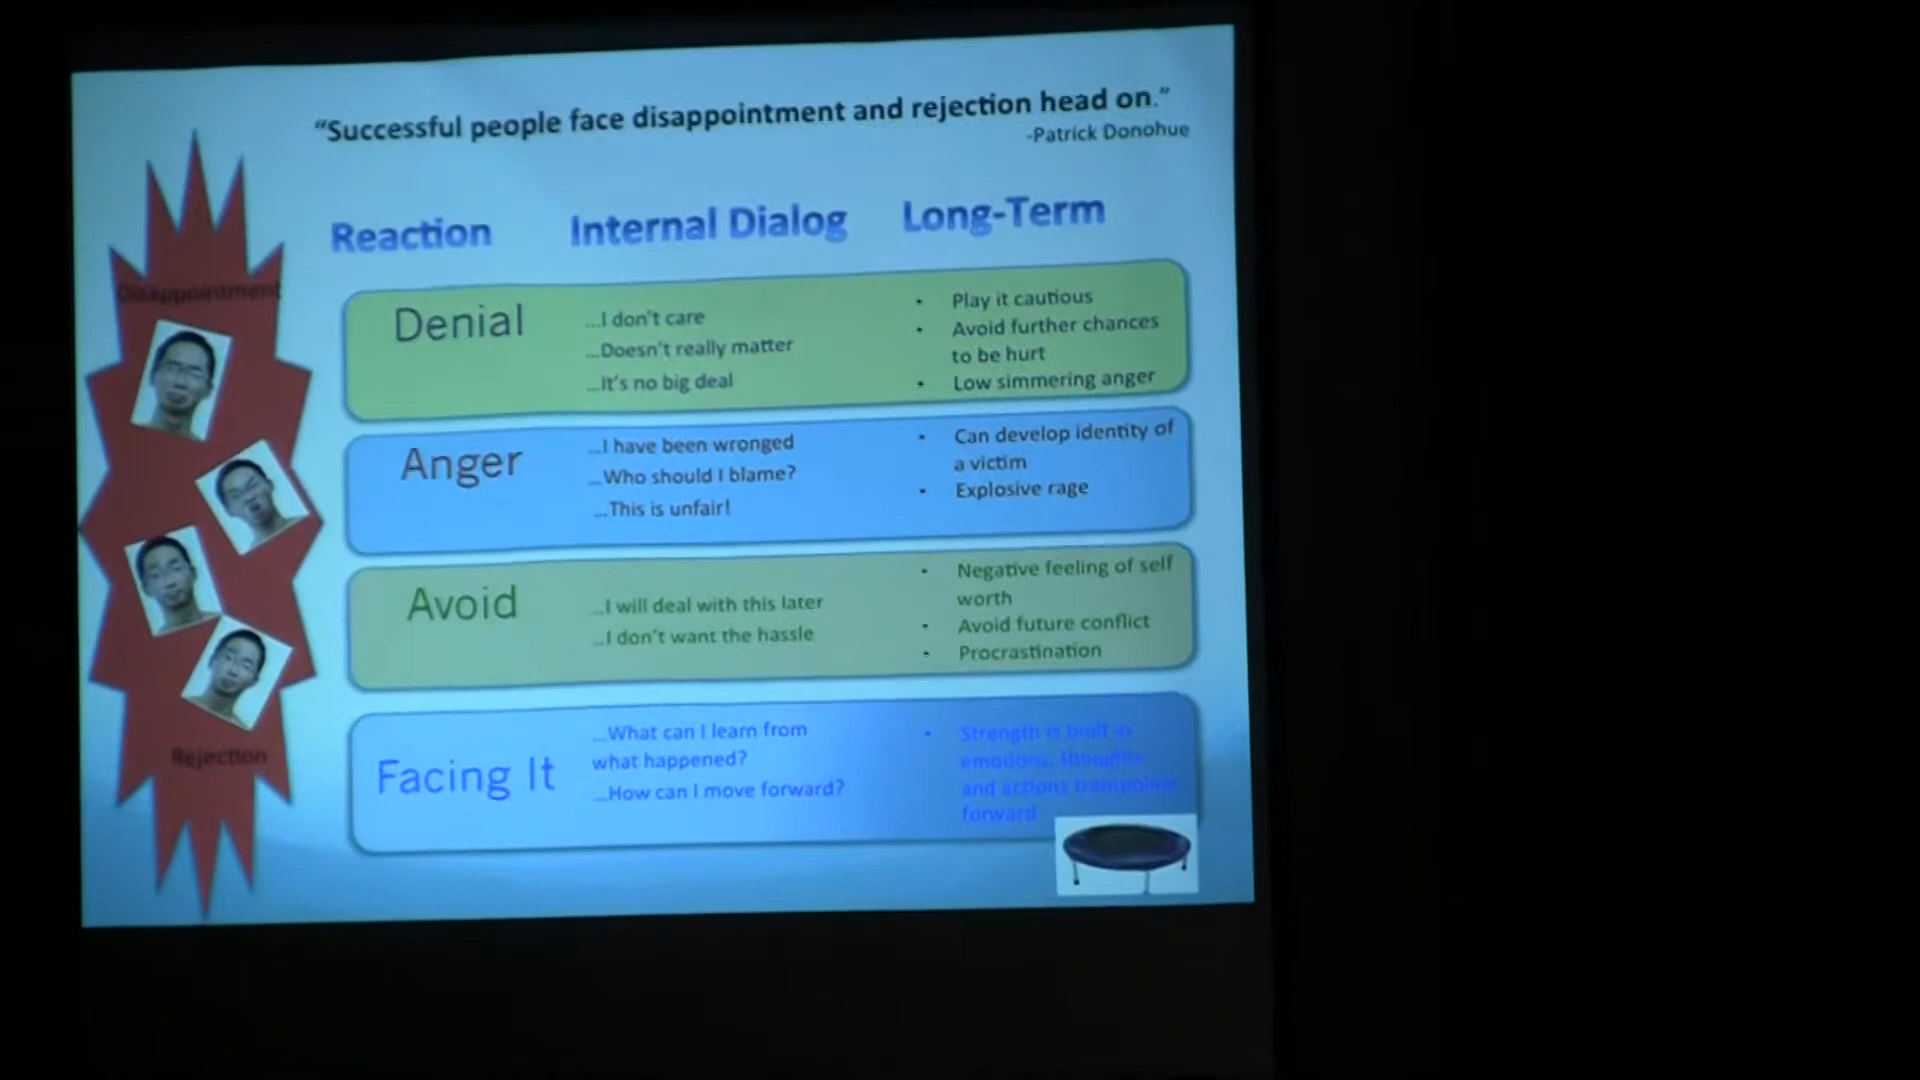 “Successful people face disappointment and rejection head on.”
-Patrick Donohue
Reaction Internal Dialog Long-Term
Disappointment
Denial
...I don't care
...Doesn't really matter
...It's no big deal
• Play it cautious
• Avoid further chances
to be hurt
• Low simmering anger
Anger
...I have been wronged
...Who should I blame?
...This is unfair!
• Can develop identity of
a victim
• Explosive rage
Avoid
...I will deal with this later
...I don't want the hassle
• Negative feeling of self
worth
• Avoid future conflict
• Procrastination
Rejection
Facing It
...What can I learn from
what happened?
...How can I move forward?
• Strength is built as
emotions, thoughts
and actions trampoline
forward